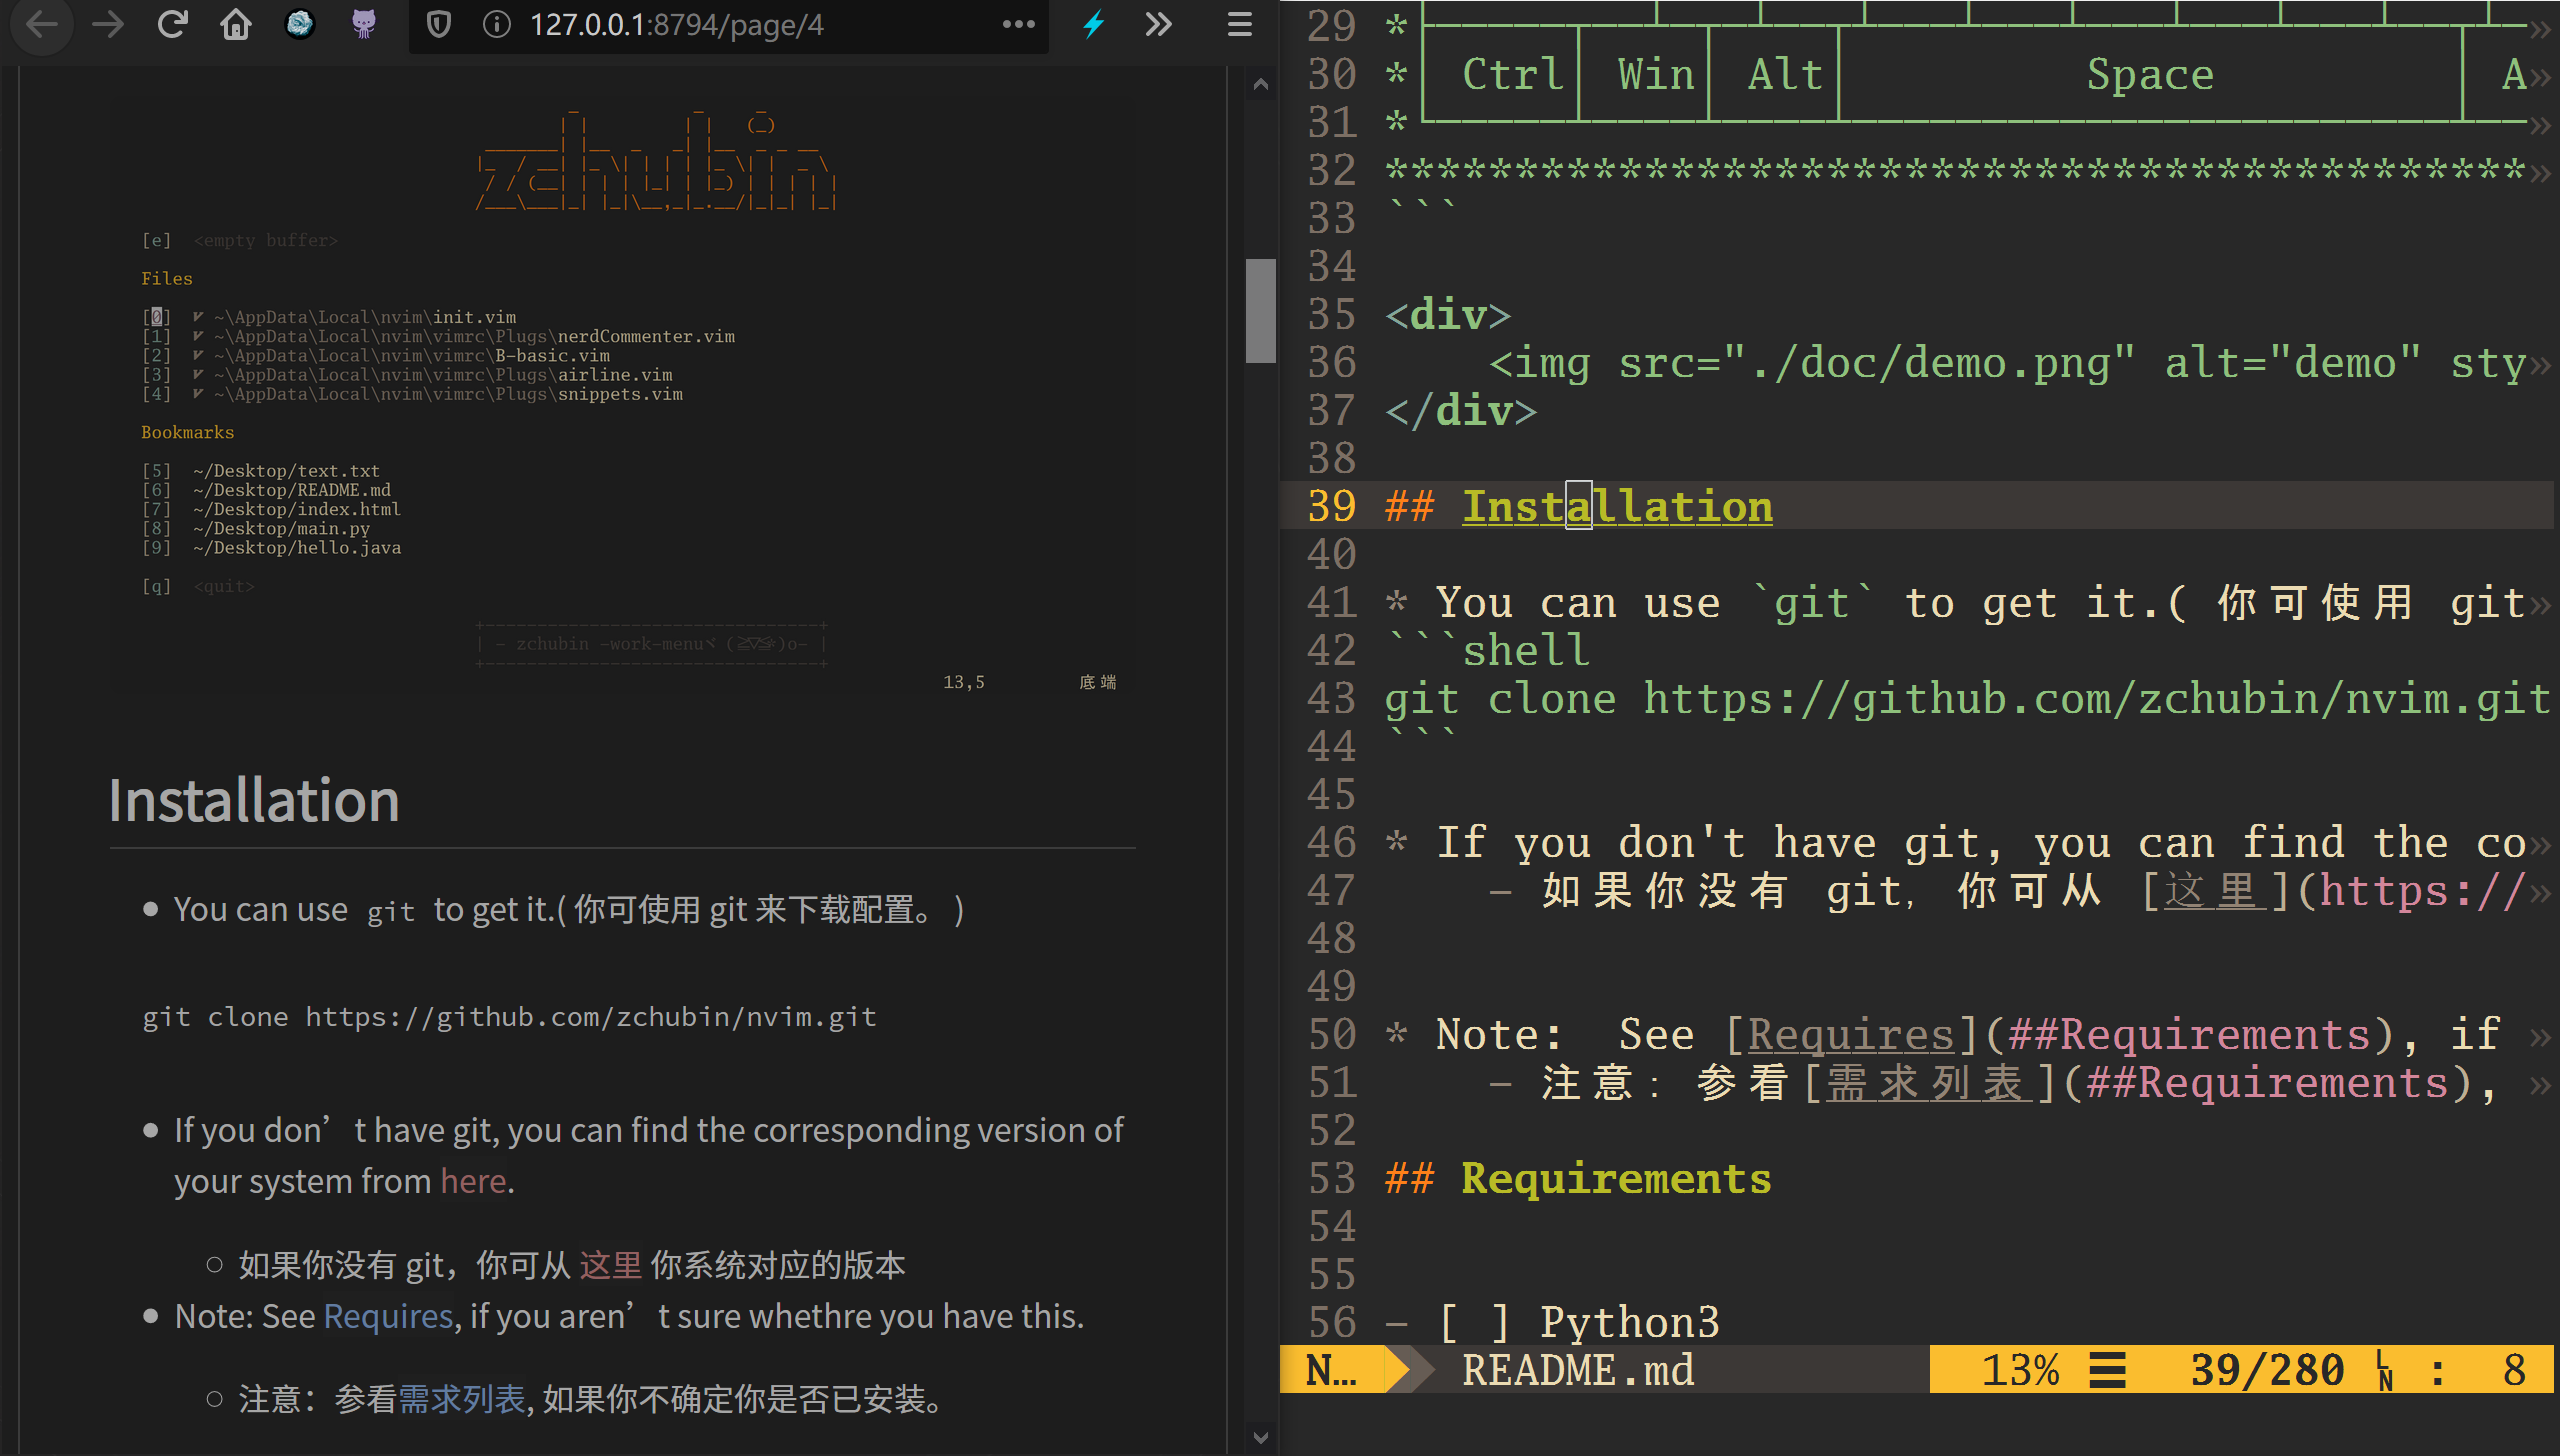 127.0.0.1:8794/page/4
zchubin
[e] <empty buffer>
Files
[0] ~\AppData\Local\nvim\init.vim
[1] ~\AppData\Local\nvim\vimrc\Plugs\nerdCommenter.vim
[2] ~\AppData\Local\nvim\vimrc\B-basic.vim
[3] ~\AppData\Local\nvim\vimrc\Plugs\airline.vim
[4] ~\AppData\Local\nvim\vimrc\Plugs\snippets.vim
Bookmarks
[5] ~/Desktop/text.txt
[6] ~/Desktop/README.md
[7] ~/Desktop/index.html
[8] ~/Desktop/main.py
[9] ~/Desktop/hello.java
[q] <quit>
| - zchubin -work-menuヾ(≧∇≦*)o- |
13,5 底端
Installation
• You can use git to get it.( 你可使用 git 来下载配置。 )
git clone https://github.com/zchubin/nvim.git
• If you don’t have git, you can find the corresponding version of
your system from here.
◦ 如果你没有 git，你可从 这里 你系统对应的版本
• Note: See Requires, if you aren’t sure whethre you have this.
◦ 注意：参看需求列表, 如果你不确定你是否已安装。
29 *
30 *│ Ctrl│ Win│ Alt│ Space │ A»
31 *
32 ********************************************»
33 ```
34
35 <div>
36 <img src="./doc/demo.png" alt="demo" sty»
37 </div>
38
39 ## Installation
40
41 * You can use `git` to get it.( 你可使用 git»
42 ```shell
43 git clone https://github.com/zchubin/nvim.git
44 ```
45
46 * If you don't have git, you can find the co»
47 - 如果你没有 git，你可从 [这里](https://»
48
49
50 * Note: See [Requires](##Requirements), if »
51 - 注意：参看[需求列表](##Requirements), »
52
53 ## Requirements
54
55
56 - [ ] Python3
N... README.md 13% ☰ 39/280 LN : 8